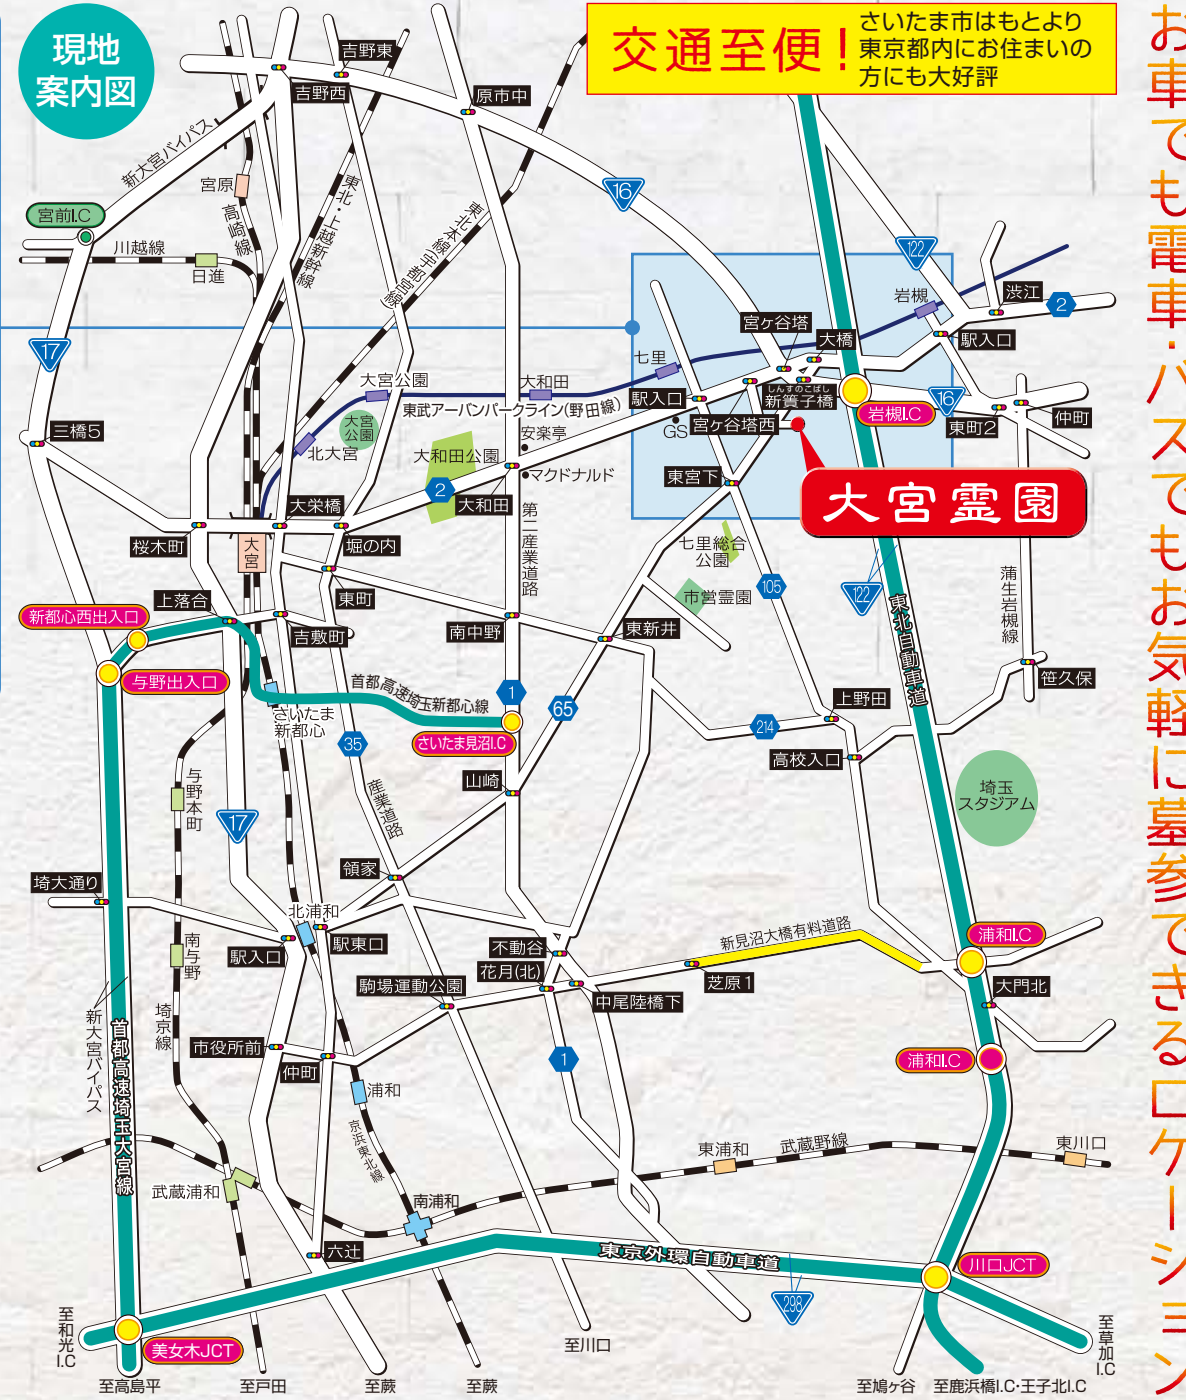 現地
案内図
交通至便!
さいたま市はもとより
東京都内にお住まいの
方にも大好評
お車でも電車・バスでもお気軽に墓参できるロケーション
吉野東
吉野西
原市中
新大宮バイパス
宮原
高崎線
東北・上越新幹線
東北本線(宇都宮線)
16
122
宮前I.C
川越線
日進
岩槻
渋江
2
宮ヶ谷塔
大橋
駅入口
17
七里
大宮公園
大和田
東武アーバンパークライン(野田線)
駅入口
しんすのこばし
新簀子橋
岩槻I.C
16
仲町
東町2
三橋5
大宮
公園
北大宮
安楽亭
大和田公園
マクドナルド
GS
宮ヶ谷塔西
東宮下
2
大和田
大宮霊園
大栄橋
桜木町
大宮
堀の内
第二産業道路
七里総合
公園
市営霊園
105
122
東北自動車道
蒲生岩槻線
上落合
東町
新都心西出入口
吉敷町
南中野
東新井
与野出入口
首都高速埼玉新都心線
さいたま
新都心
1
65
笹久保
上野田
214
35
さいたま見沼I.C
高校入口
山崎
埼玉
スタジアム
与野本町
産業道路
17
領家
埼大通り
北浦和
駅入口
駅東口
不動谷
新見沼大橋有料道路
浦和I.C
南与野
花月(北)
芝原1
駒場運動公園
中尾陸橋下
大門北
新大宮バイパス
首都高速埼玉大宮線
埼京線
市役所前
仲町
1
浦和I.C
浦和
京浜東北線
東浦和
武蔵野線
東川口
武蔵浦和
南浦和
六辻
東京外環自動車道
川口JCT
298
至和光I.C
美女木JCT
至川口
至草加I.C
至高島平
至戸田
至蕨
至蕨
至鳩ヶ谷
至鹿浜橋I.C・王子北I.C